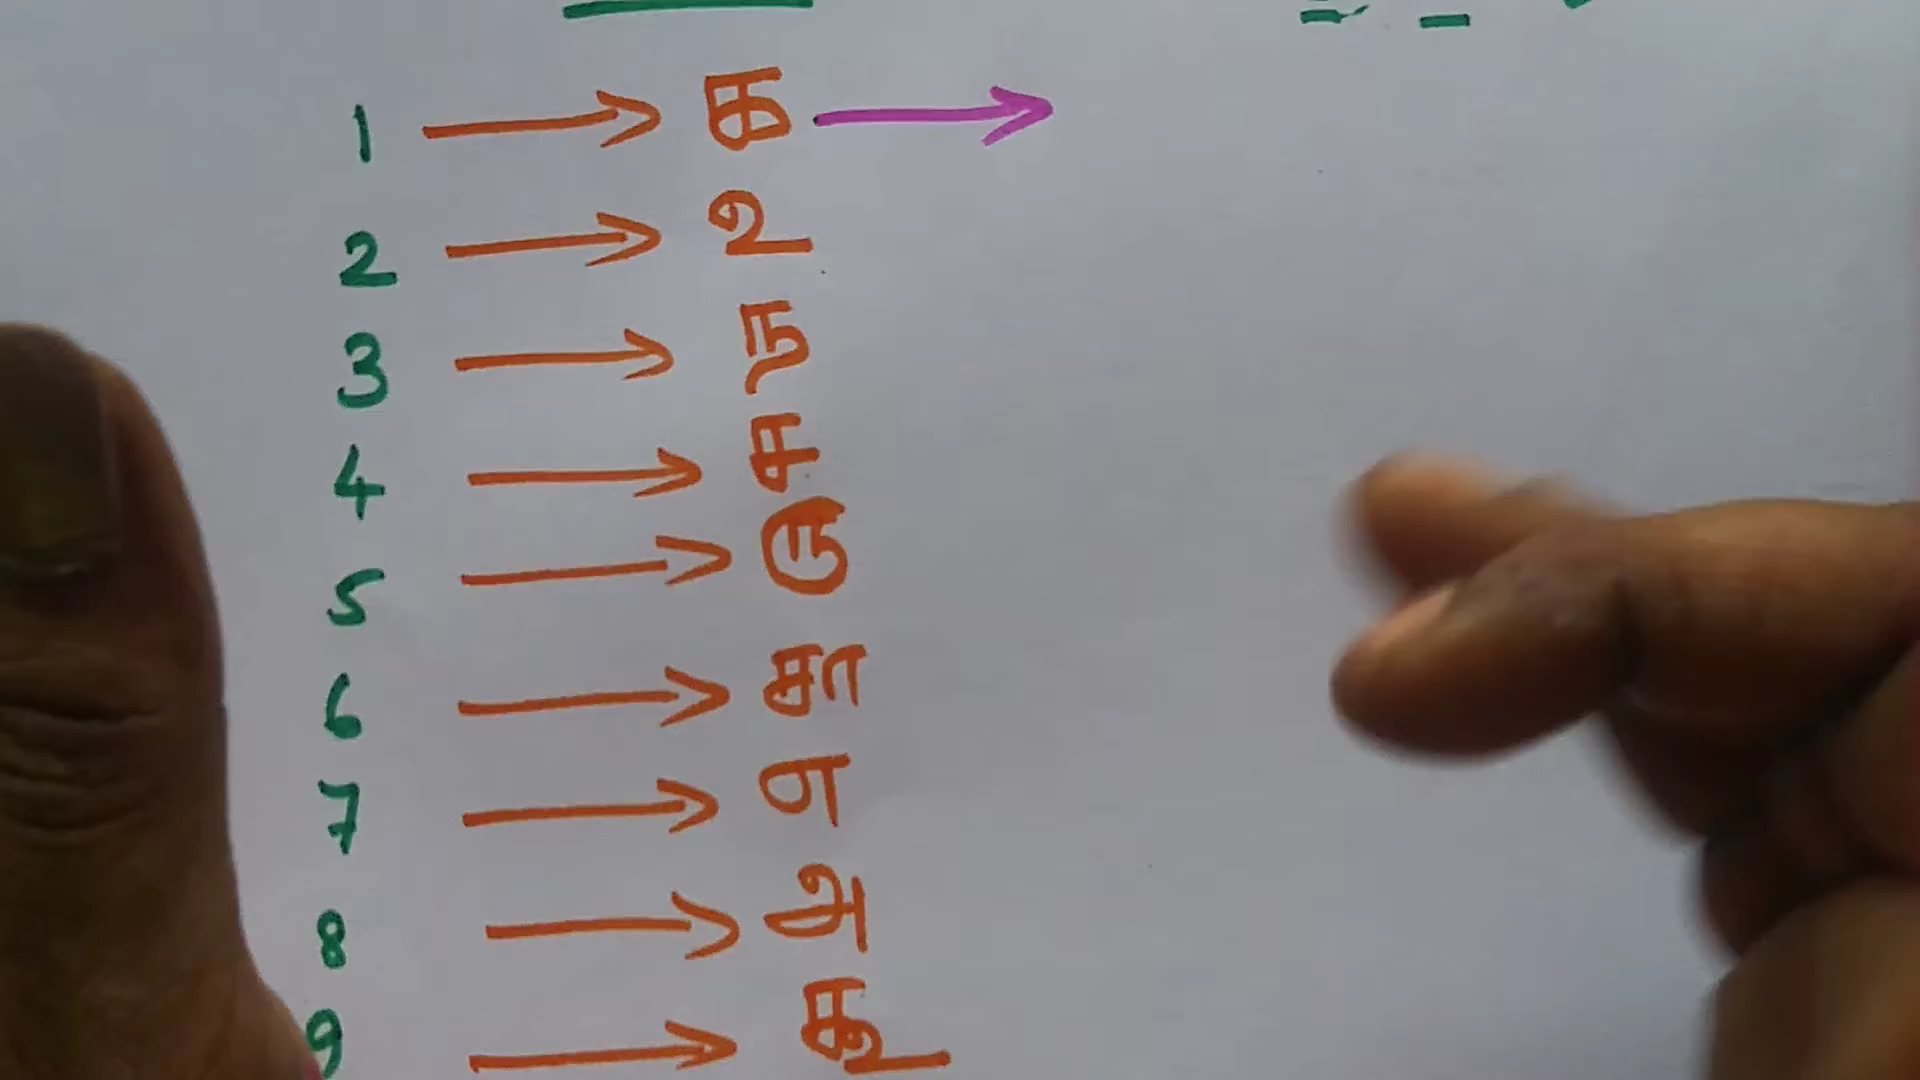 1 → க →
2 → உ
3 → ந
4 → ச
5 → ரு
6 → சா
7 → எ
8 → அ
9 → கூ